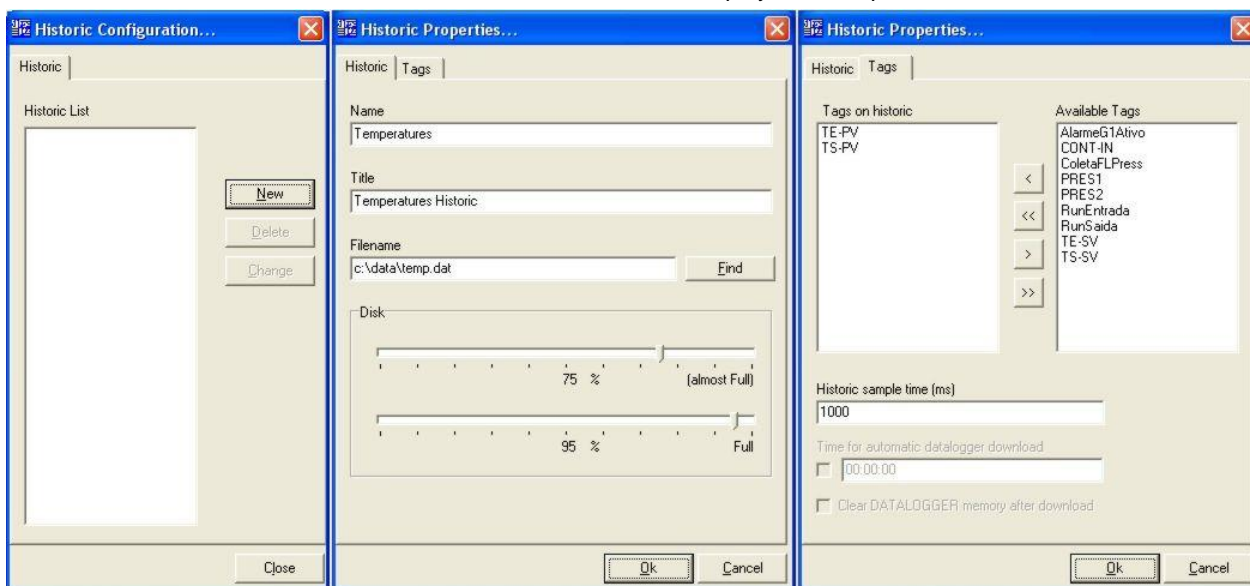 Historic Configuration...
Historic
Historic List
New
Delete
Change
Close
Historic Properties...
Historic Tags
Name
Temperatures
Title
Temperatures Historic
Filename
c:\data\temp.dat
Find
Disk
75 % (almost Full)
95 % Full
Ok Cancel
Historic Properties...
Historic Tags
Tags on historic
TE-PV
TS-PV
<
<<
>
>>
Available Tags
AlarmeG1Ativo
CONT-IN
ColetaFLPress
PRES1
PRES2
RunEntrada
RunSaida
TE-SV
TS-SV
Historic sample time (ms)
1000
Time for automatic datalogger download
00:00:00
Clear DATALOGGER memory after download
Ok Cancel